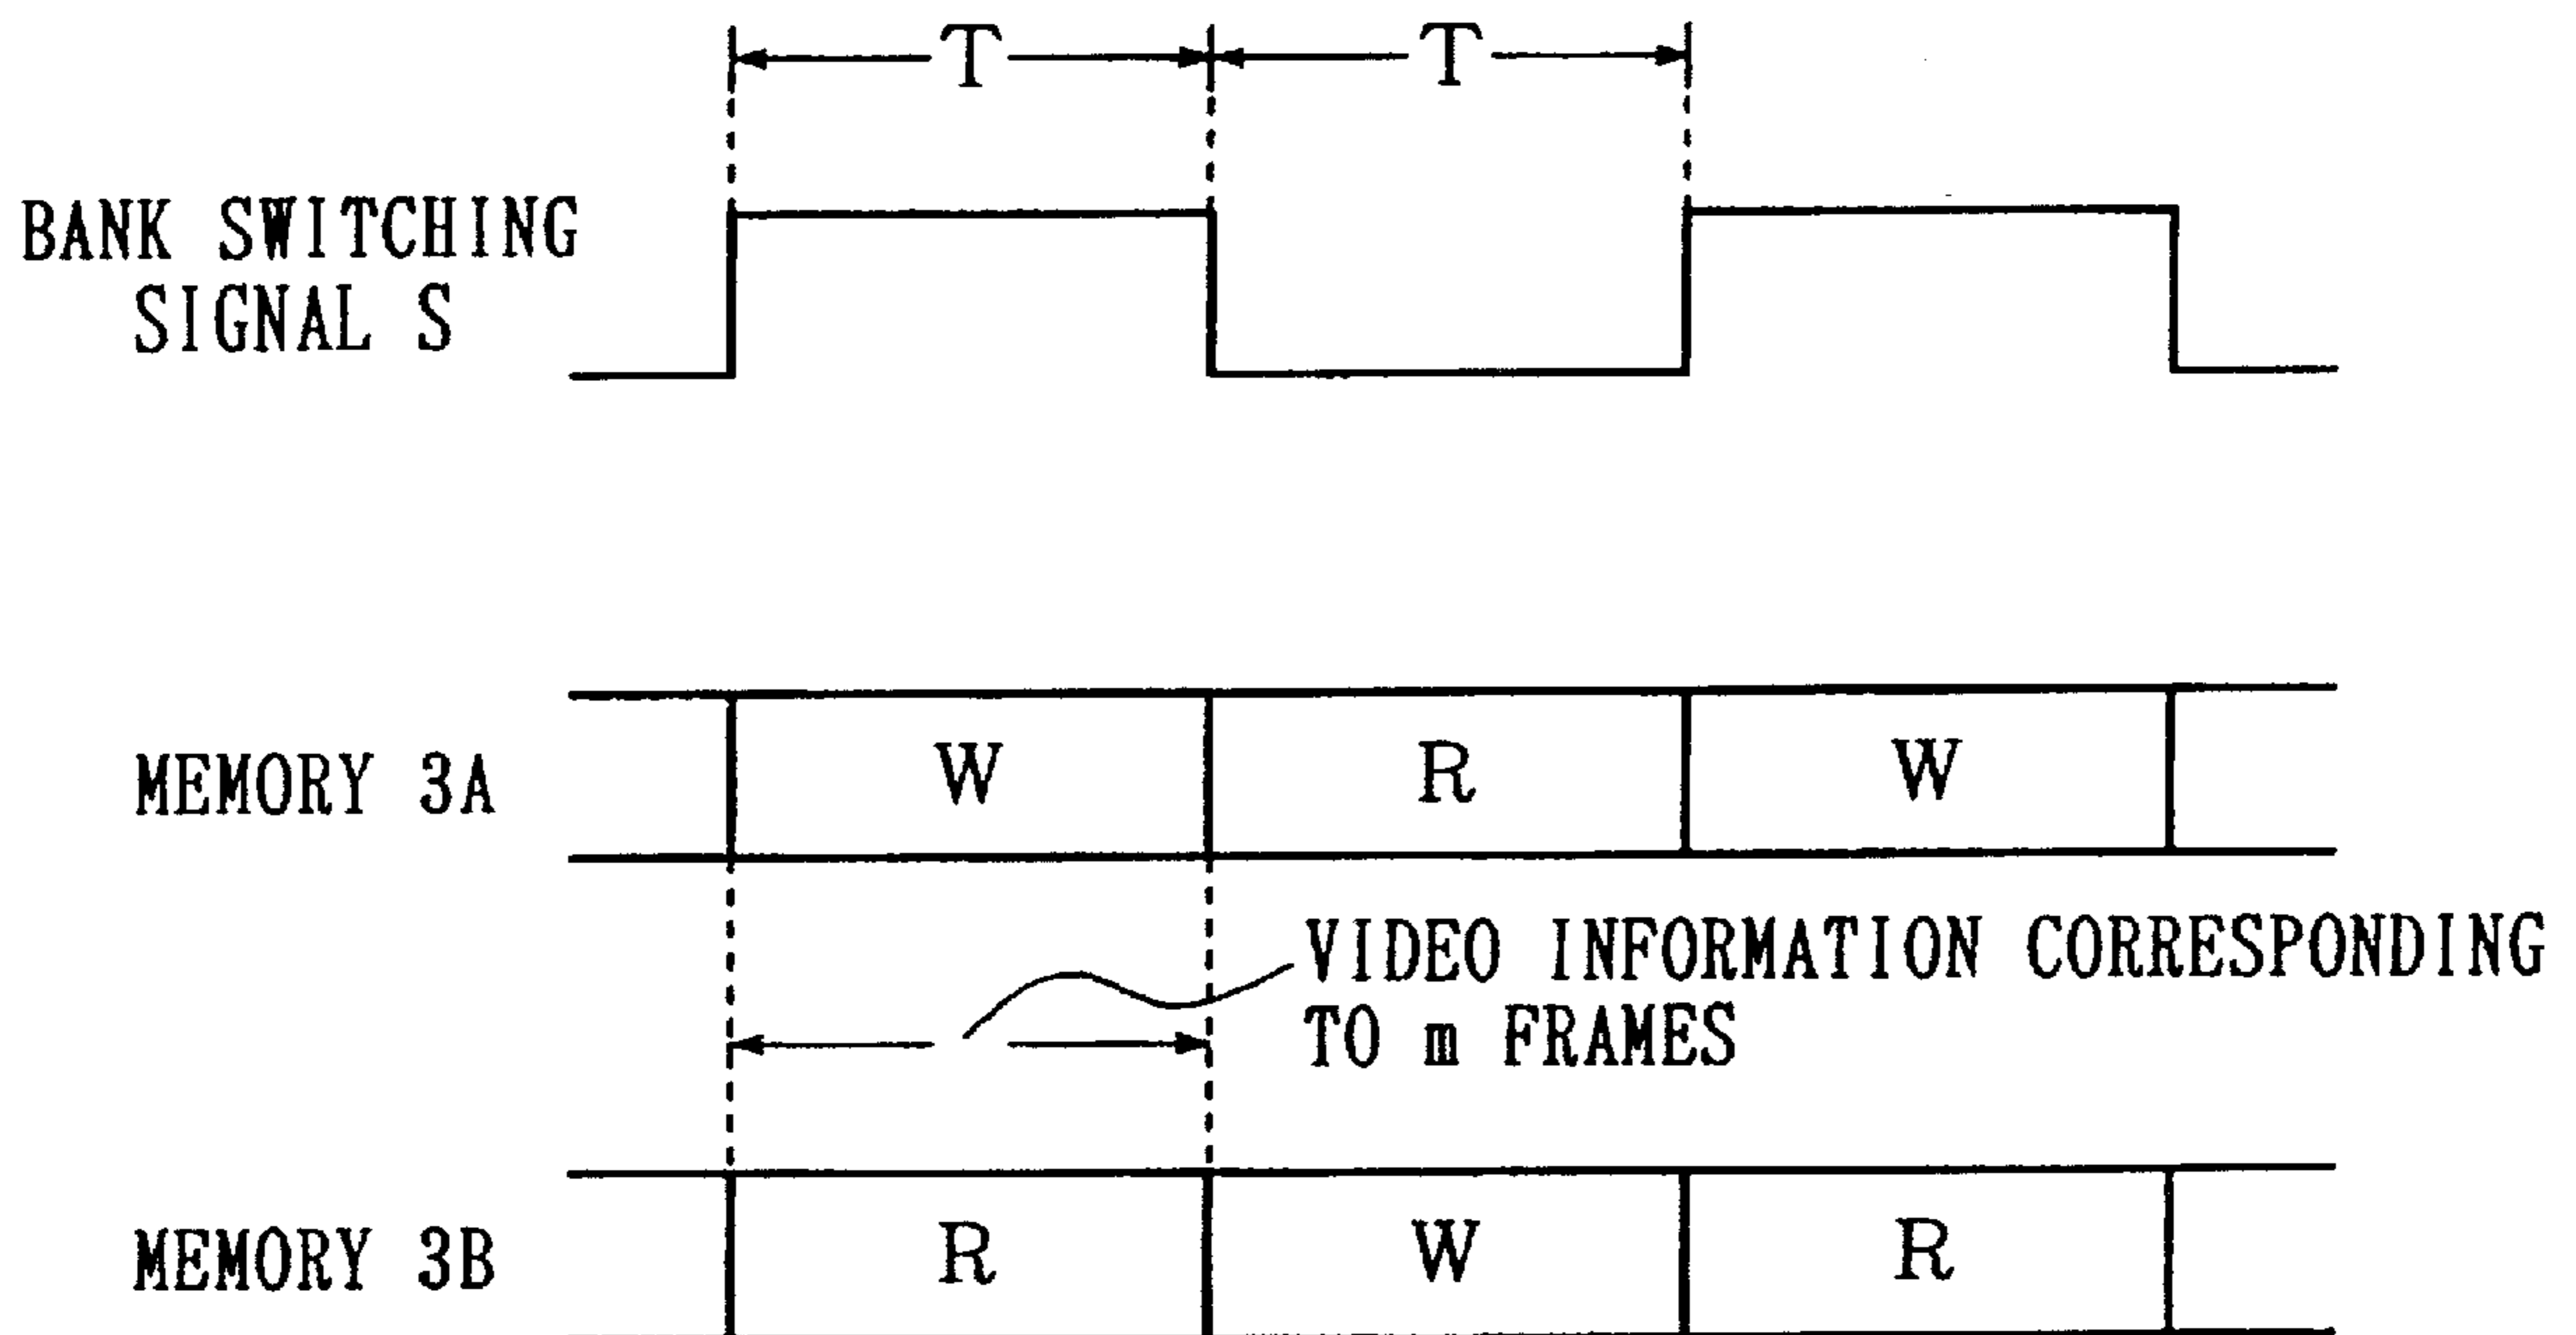 T T
BANK SWITCHING
SIGNAL S
MEMORY 3A W R W
VIDEO INFORMATION CORRESPONDING
TO m FRAMES
MEMORY 3B R W R